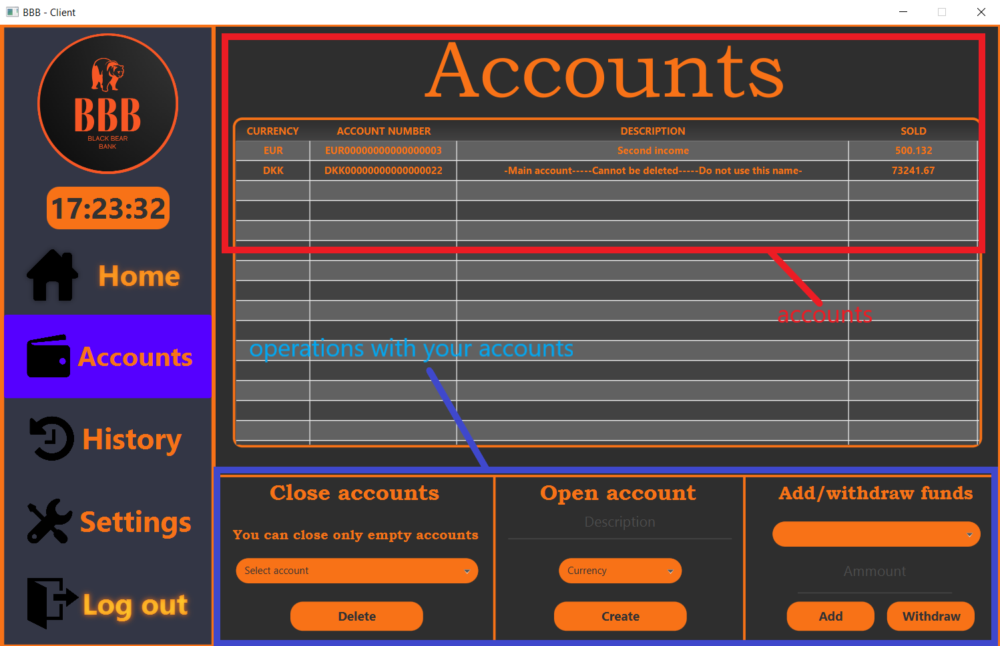 BBB - Client
BBB
BLACK BEAR
BANK
17:23:32
Home
Accounts
History
Settings
Log out
Accounts
CURRENCY ACCOUNT NUMBER DESCRIPTION SOLD
EUR EUR00000000000000003 Second income 500.132
DKK DKK00000000000000022 -Main account-----Cannot be deleted-----Do not use this name- 73241.67
accounts
operations with your accounts
Close accounts
You can close only empty accounts
Select account
Delete
Open account
Description
Currency
Create
Add/withdraw funds
Ammount
Add Withdraw